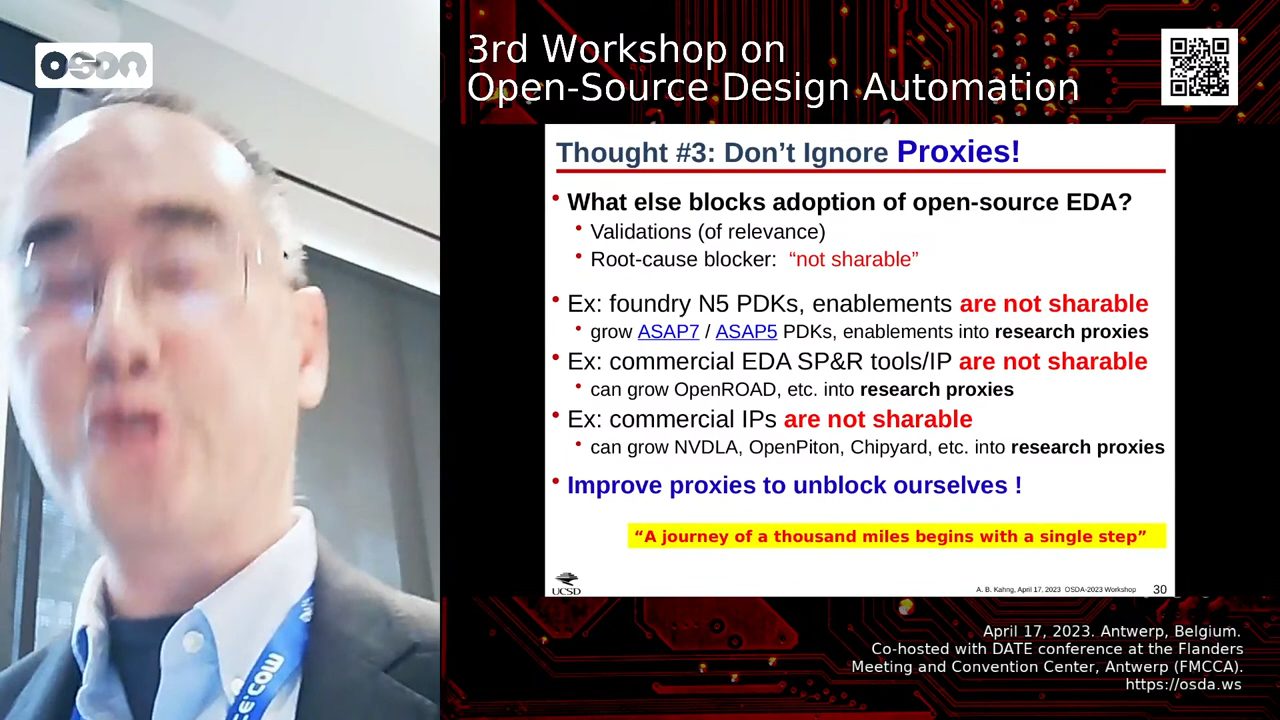 OSDA
3rd Workshop on
Open-Source Design Automation
Thought #3: Don’t Ignore Proxies!
• What else blocks adoption of open-source EDA?
• Validations (of relevance)
• Root-cause blocker: “not sharable”
• Ex: foundry N5 PDKs, enablements are not sharable
• grow ASAP7 / ASAP5 PDKs, enablements into research proxies
• Ex: commercial EDA SP&R tools/IP are not sharable
• can grow OpenROAD, etc. into research proxies
• Ex: commercial IPs are not sharable
• can grow NVDLA, OpenPiton, Chipyard, etc. into research proxies
• Improve proxies to unblock ourselves !
“A journey of a thousand miles begins with a single step”
UCSD
A. B. Kahng, April 17, 2023 OSDA-2023 Workshop 30
April 17, 2023. Antwerp, Belgium.
Co-hosted with DATE conference at the Flanders
Meeting and Convention Center, Antwerp (FMCCA).
https://osda.ws